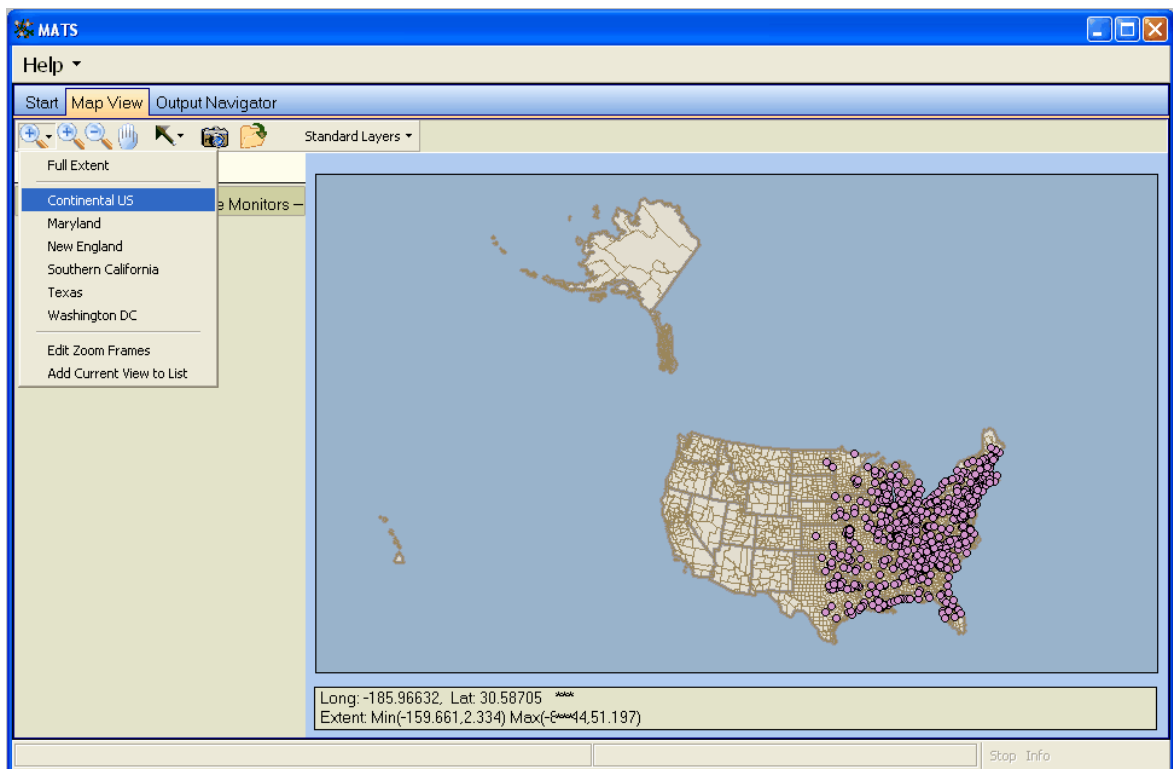 MATS
Help
Start Map View Output Navigator
Standard Layers
Full Extent
Continental US
e Monitors –
Maryland
New England
Southern California
Texas
Washington DC
Edit Zoom Frames
Add Current View to List
Long: -185.96632, Lat: 30.58705 ***
Extent: Min(-159.661,2.334) 44,51.197)
Stop Info